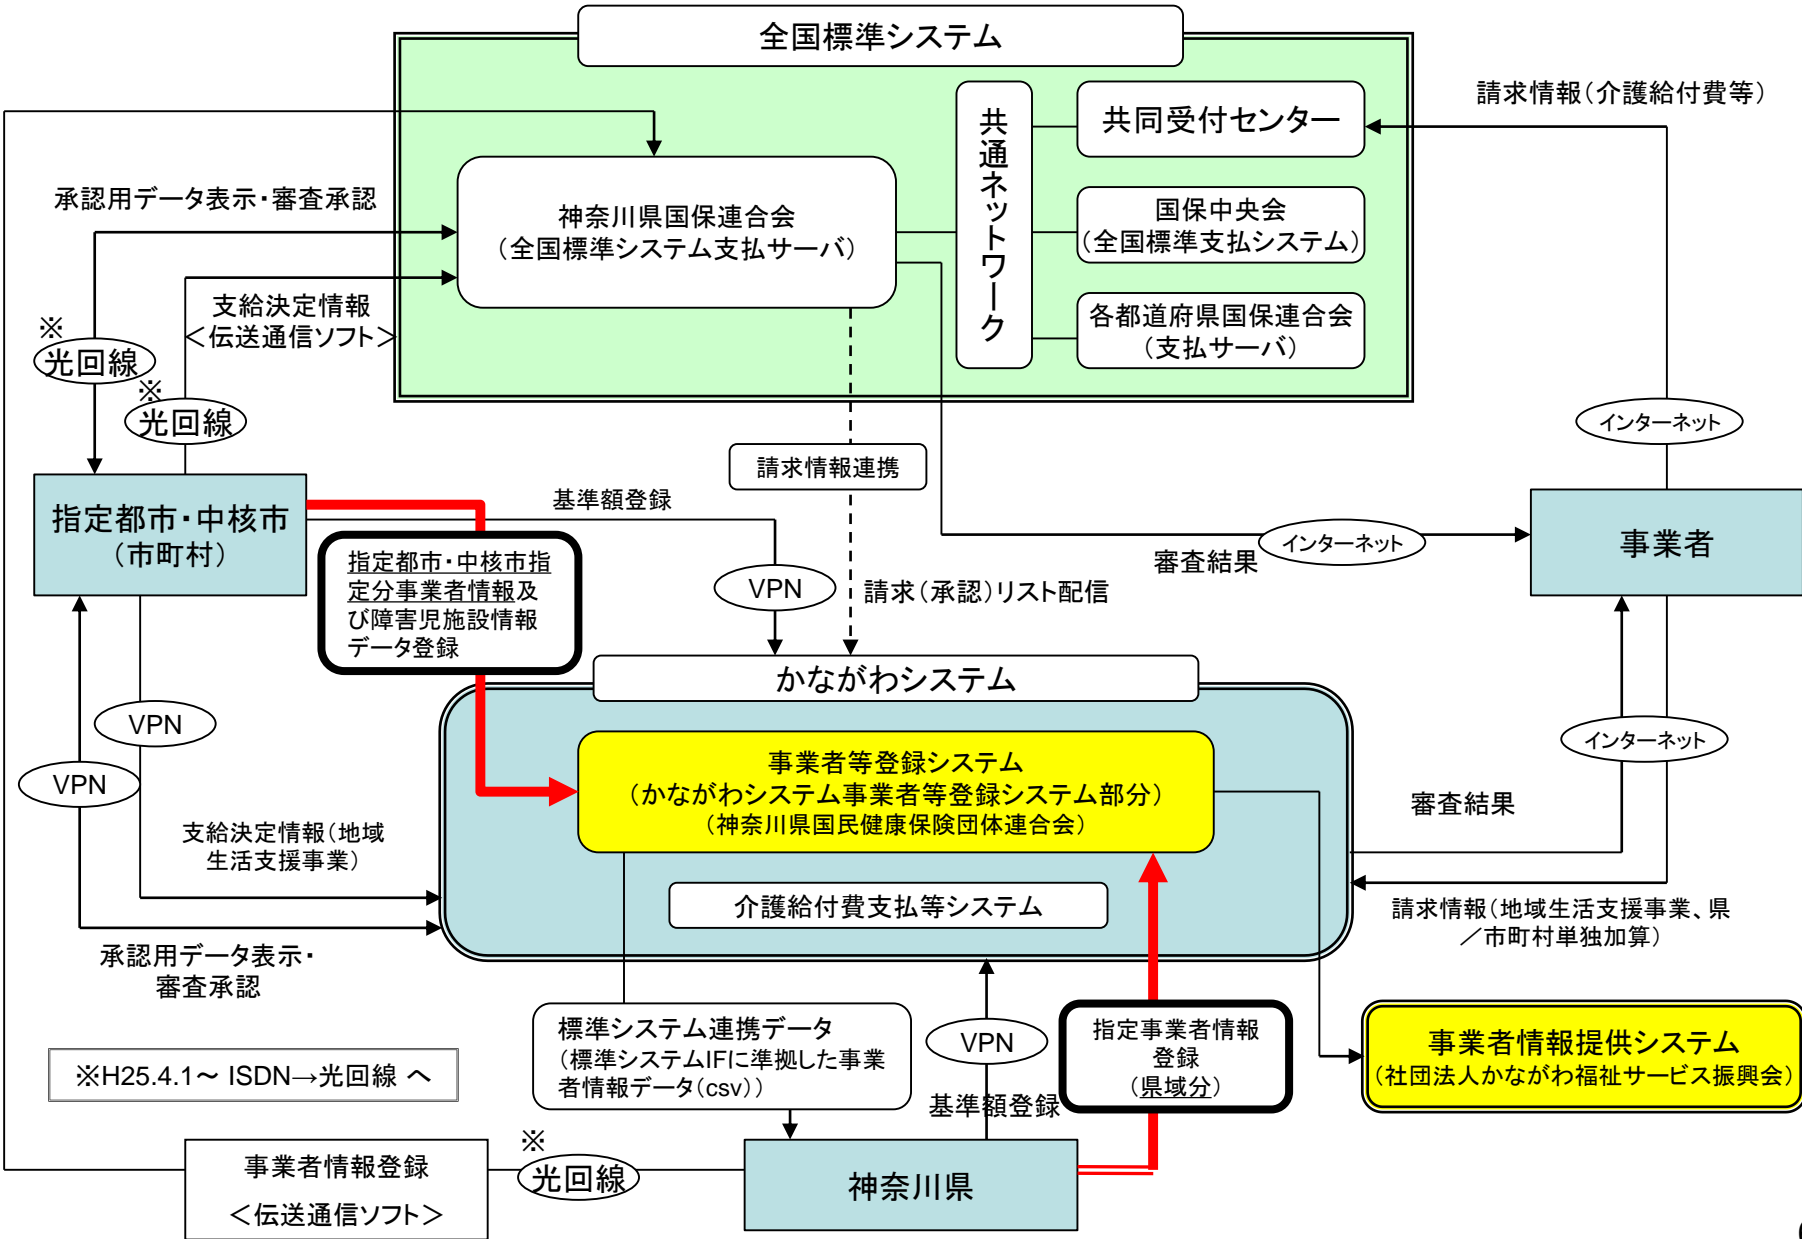 全国標準システム
請求情報（介護給付費等）
共同受付センター
共通ネットワーク
承認用データ表示・審査承認
神奈川県国保連合会
（全国標準システム支払サーバ）
国保中央会
（全国標準支払システム）
支給決定情報
＜伝送通信ソフト＞
各都道府県国保連合会
（支払サーバ）
※
光回線
※
光回線
インターネット
請求情報連携
指定都市・中核市
（市町村）
基準額登録
事業者
インターネット
審査結果
指定都市・中核市指
定分事業者情報及
び障害児施設情報
データ登録
VPN
請求（承認）リスト配信
かながわシステム
VPN
インターネット
事業者等登録システム
（かながわシステム事業者等登録システム部分）
（神奈川県国民健康保険団体連合会）
VPN
審査結果
支給決定情報（地域
生活支援事業）
介護給付費支払等システム
請求情報（地域生活支援事業、県
／市町村単独加算）
承認用データ表示・
審査承認
標準システム連携データ
（標準システムIFに準拠した事業
者情報データ（csv））
VPN
指定事業者情報
登録
（県域分）
事業者情報提供システム
（社団法人かながわ福祉サービス振興会）
※H25.4.1～ ISDN→光回線 へ
基準額登録
事業者情報登録
＜伝送通信ソフト＞
※
光回線
神奈川県